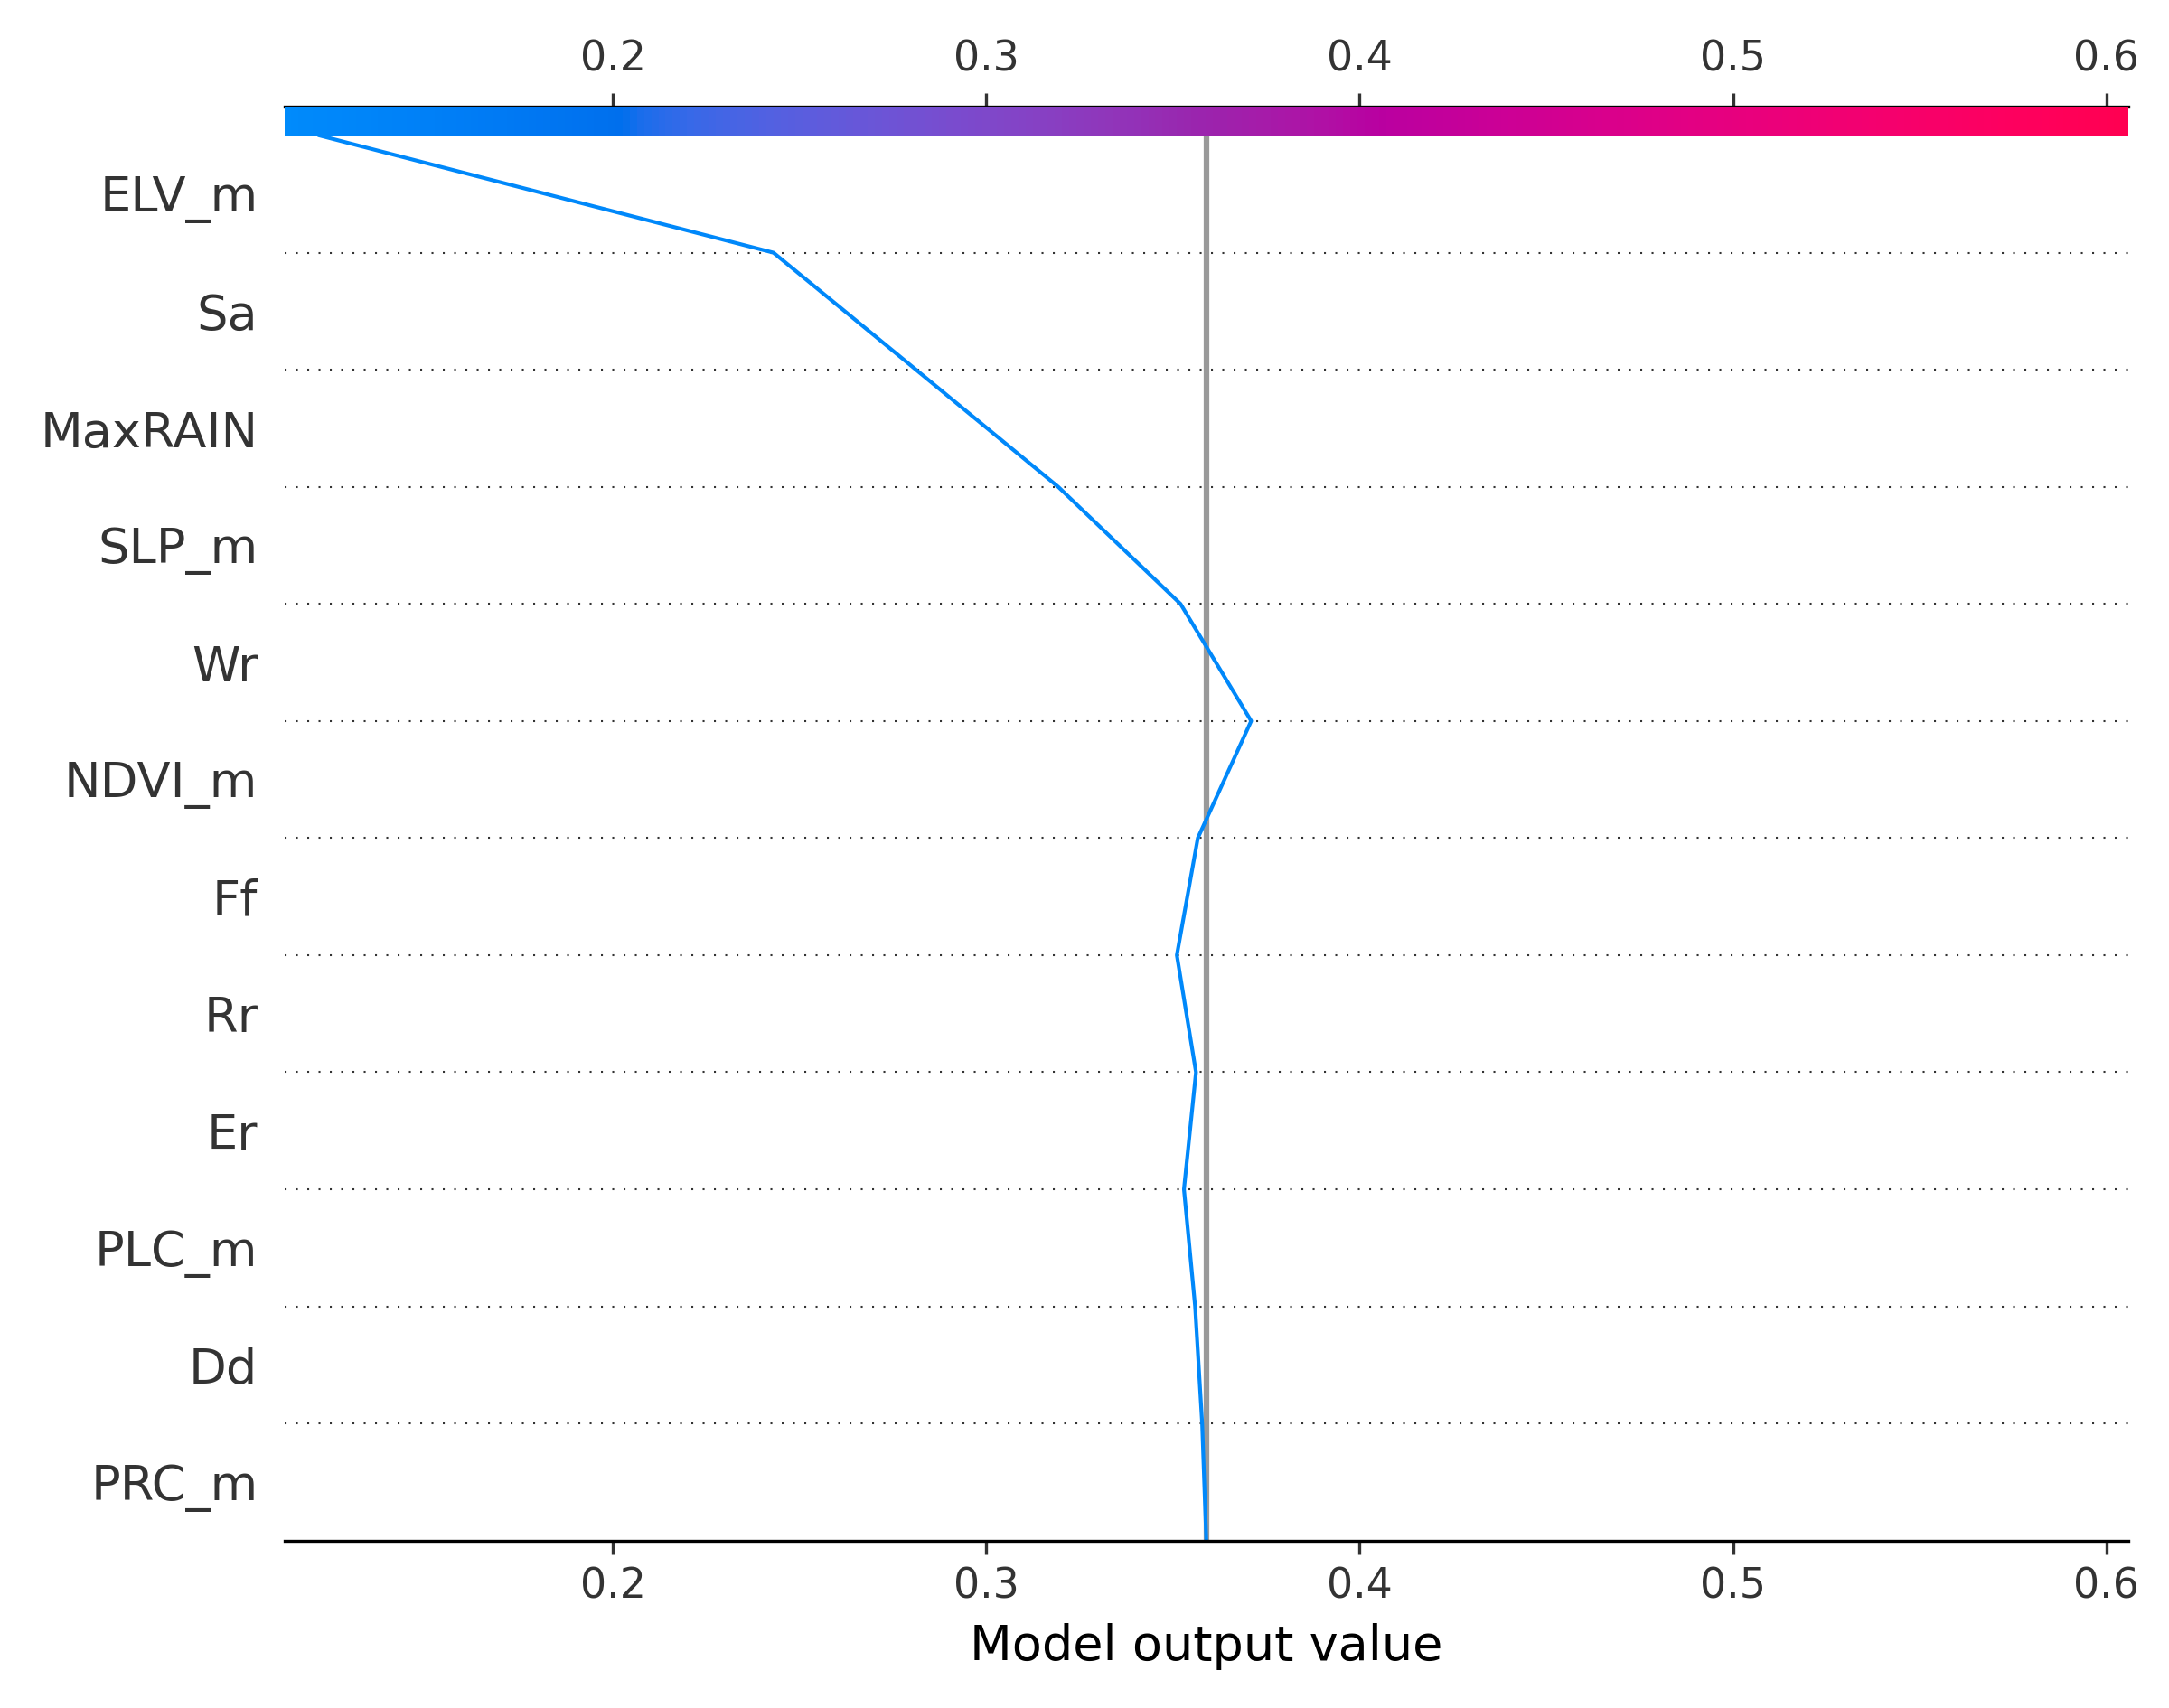 0.2 0.3 0.4 0.5 0.6
ELV_m
Sa
MaxRAIN
SLP_m
Wr
NDVI_m
Ff
Rr
Er
PLC_m
Dd
PRC_m
0.2 0.3 0.4 0.5 0.6
Model output value